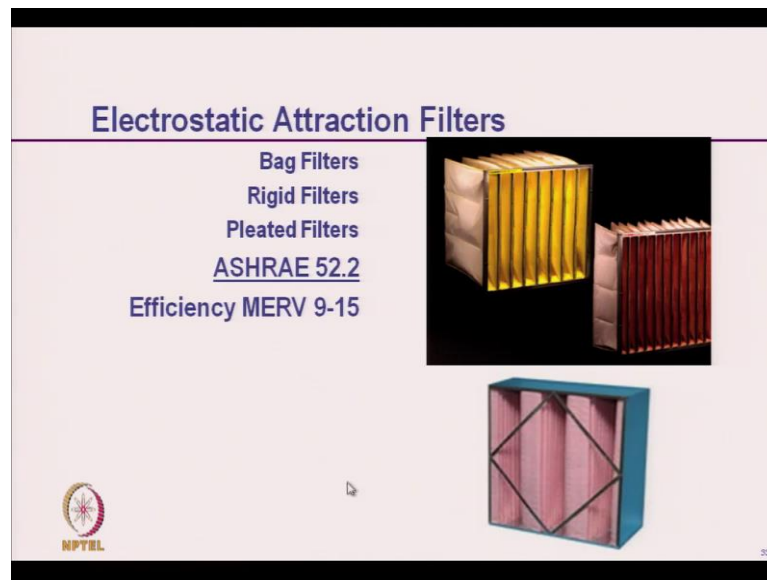 Electrostatic Attraction Filters
Bag Filters
Rigid Filters
Pleated Filters
ASHRAE 52.2
Efficiency MERV 9-15
NPTEL